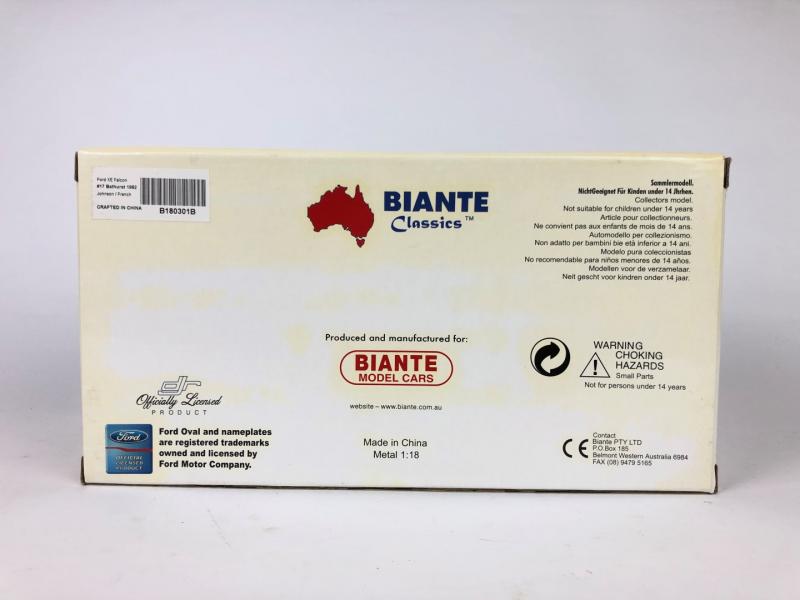 Ford XE Falcon
#17 Bathurst 1982
Johnson / French
CRAFTED IN CHINA
B180301B
BIANTE
Classics™
Sammlermodell.
NichtGeeignet Für Kinden under 14 Jhrhen.
Collectors model.
Not suitable for children under 14 years
Article pour collectionneurs.
Ne convient pas aux enfants de mois de 14 ans.
Automodello per collezionismo.
Non adatto per bambini bie età inferior a 14 ani.
Modelo pura coleccionistas
No recomendable para niños menores de 14 años.
Modellen voor de verzamelaar.
Neit gescht voor kindren onder 14 jaar.
Produced and manufactured for:
BIANTE
MODEL CARS
website – www.biante.com.au
WARNING
CHOKING
HAZARDS
Small Parts
Not for persons under 14 years
dr
Officially Licensed
PRODUCT
Ford
OFFICIAL
LICENSED
PRODUCT
Ford Oval and nameplates
are registered trademarks
owned and licensed by
Ford Motor Company.
Made in China
Metal 1:18
CE
Contact
Biante PTY LTD
P.O.Box 185
Belmont Western Australia 6984
FAX (08) 9479 5165